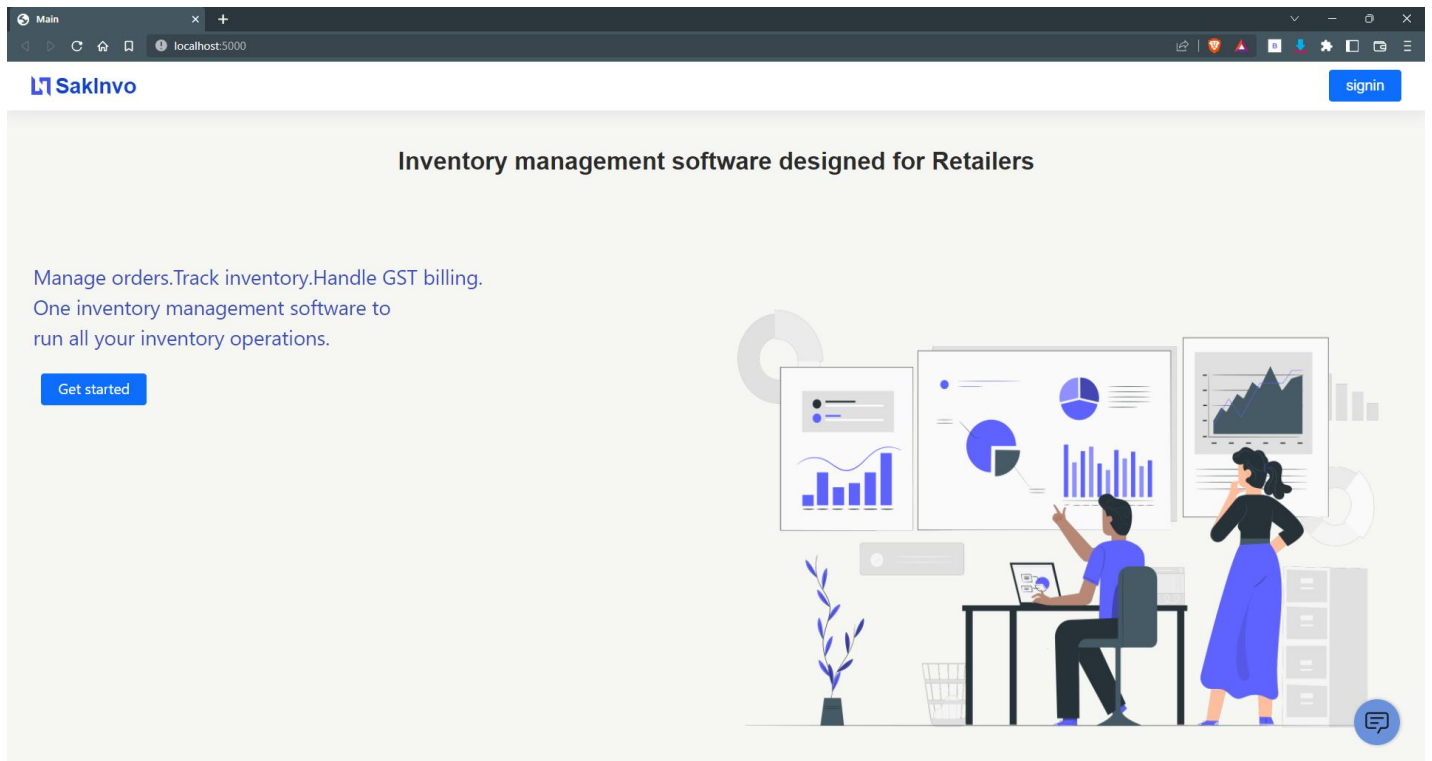 Main
localhost:5000
SakInvo
signin
Inventory management software designed for Retailers
Manage orders.Track inventory.Handle GST billing.
One inventory management software to
run all your inventory operations.
Get started